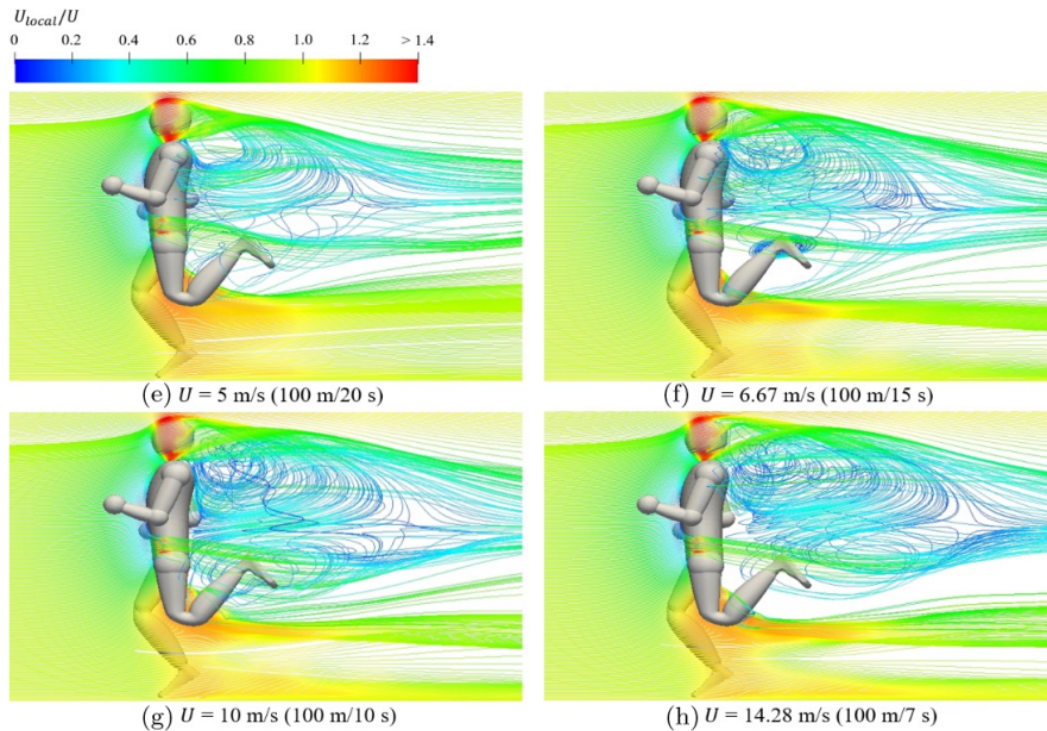 U_local/U
0 0.2 0.4 0.6 0.8 1.0 1.2 > 1.4
(e) U = 5 m/s (100 m/20 s)
(f) U = 6.67 m/s (100 m/15 s)
(g) U = 10 m/s (100 m/10 s)
(h) U = 14.28 m/s (100 m/7 s)